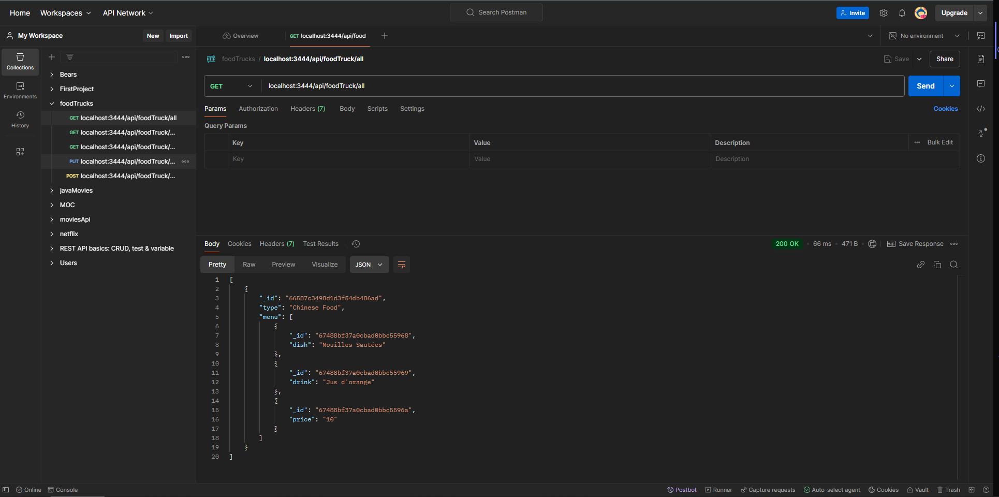 Home Workspaces API Network Search Postman Invite Upgrade
My Workspace New Import Overview GET localhost:3444/api/food No environment
Collections
Environments
History
Bears
FirstProject
foodTrucks
GET localhost:3444/api/foodTruck/all
GET localhost:3444/api/foodTruck/...
GET localhost:3444/api/foodTruck/...
PUT localhost:3444/api/foodTruck/...
POST localhost:3444/api/foodTruck/...
javaMovies
MOC
moviesApi
netflix
REST API basics: CRUD, test & variable
Users
HTTP foodTrucks / localhost:3444/api/foodTruck/all Save Share
GET localhost:3444/api/foodTruck/all Send
Params Authorization Headers (7) Body Scripts Settings Cookies
Query Params
Key Value Description Bulk Edit
Key Value Description
Body Cookies Headers (7) Test Results 200 OK 66 ms 471 B e.g. Save Response
Pretty Raw Preview Visualize JSON
1 [
2 {
3 "_id": "66587c3498d1d3f54db486ad",
4 "type": "Chinese Food",
5 "menu": [
6 {
7 "_id": "67488bf37a0cbad0bbc55968",
8 "dish": "Nouilles Sautées"
9 },
10 {
11 "_id": "67488bf37a0cbad0bbc55969",
12 "drink": "Jus d'orange"
13 },
14 {
15 "_id": "67488bf37a0cbad0bbc5596a",
16 "price": "10"
17 }
18 ]
19 }
20 ]
Online Console Postbot Runner Capture requests Auto-select agent Cookies Vault Trash